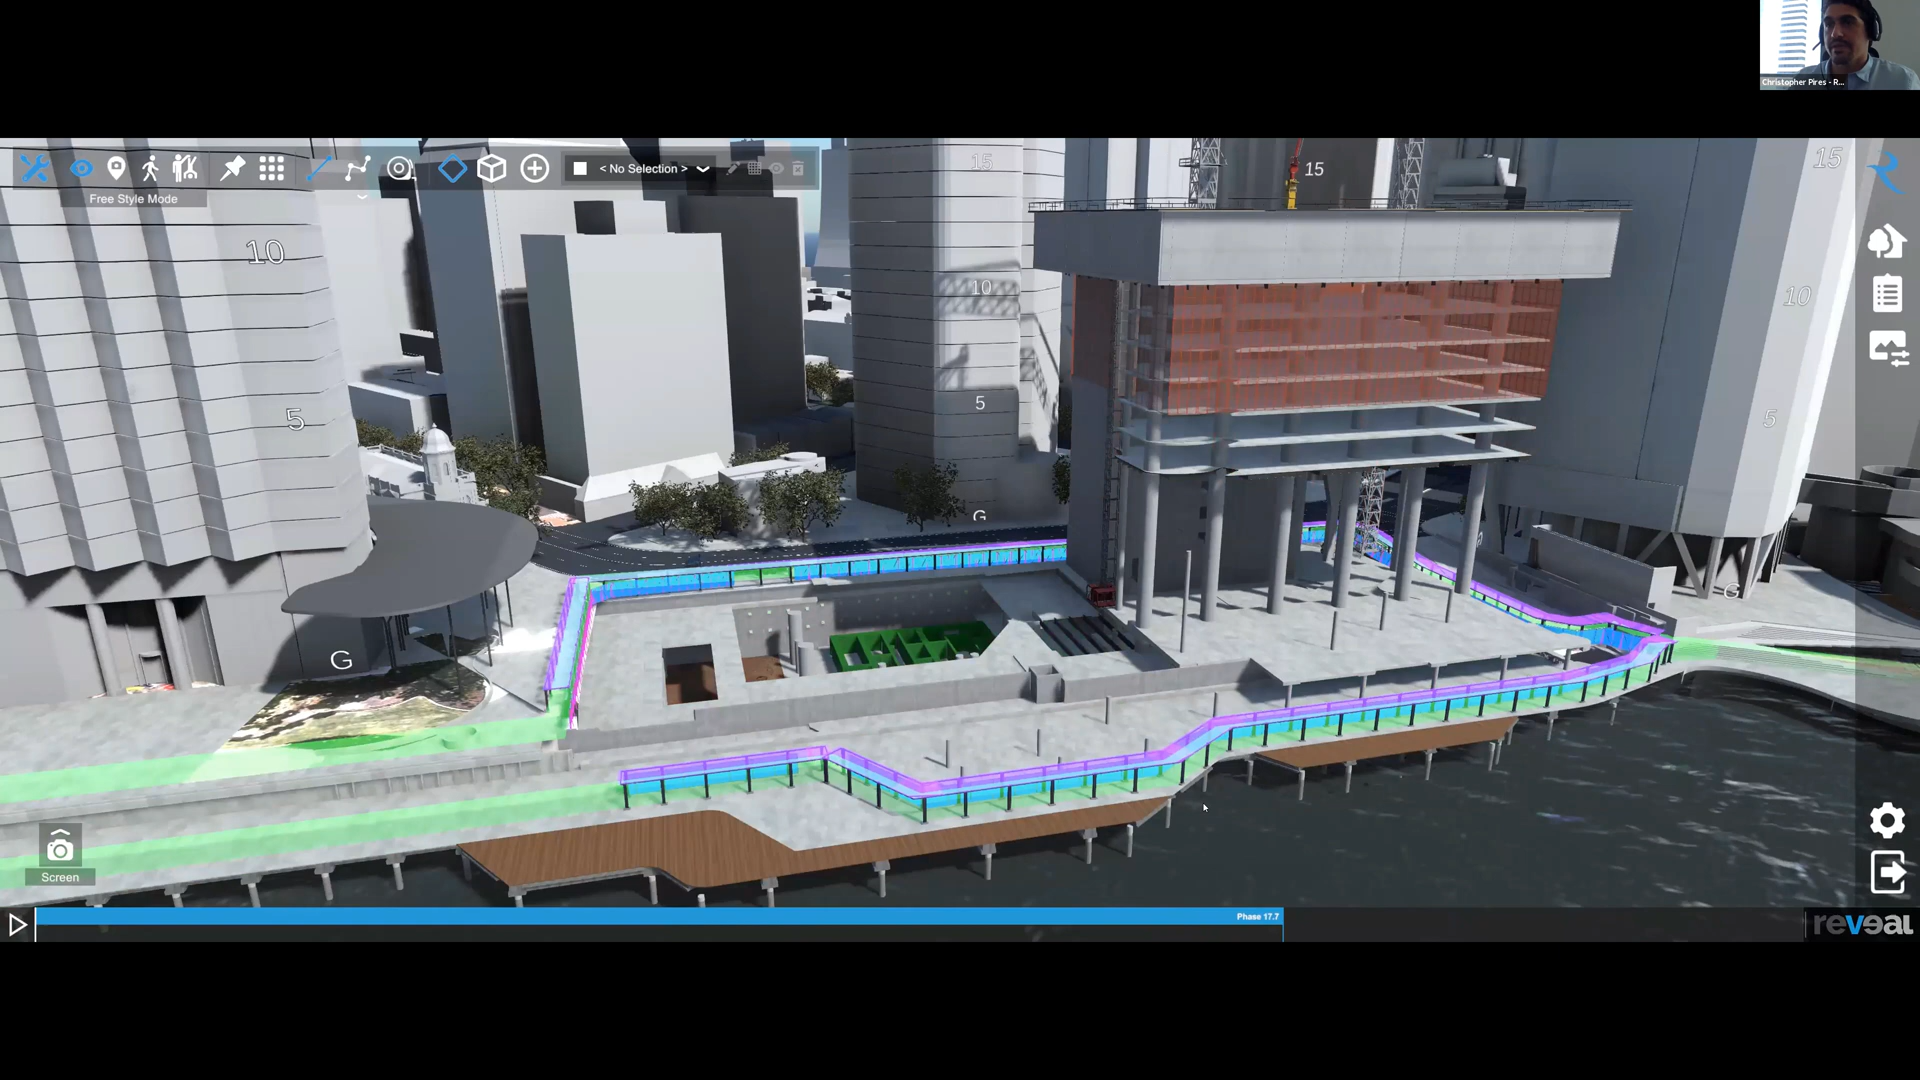 Christopher Pires - R...
< No Selection >
Free Style Mode
15
15
15
10
10
10
5
5
5
G
G
G
Screen
Phase 17.7
reveal